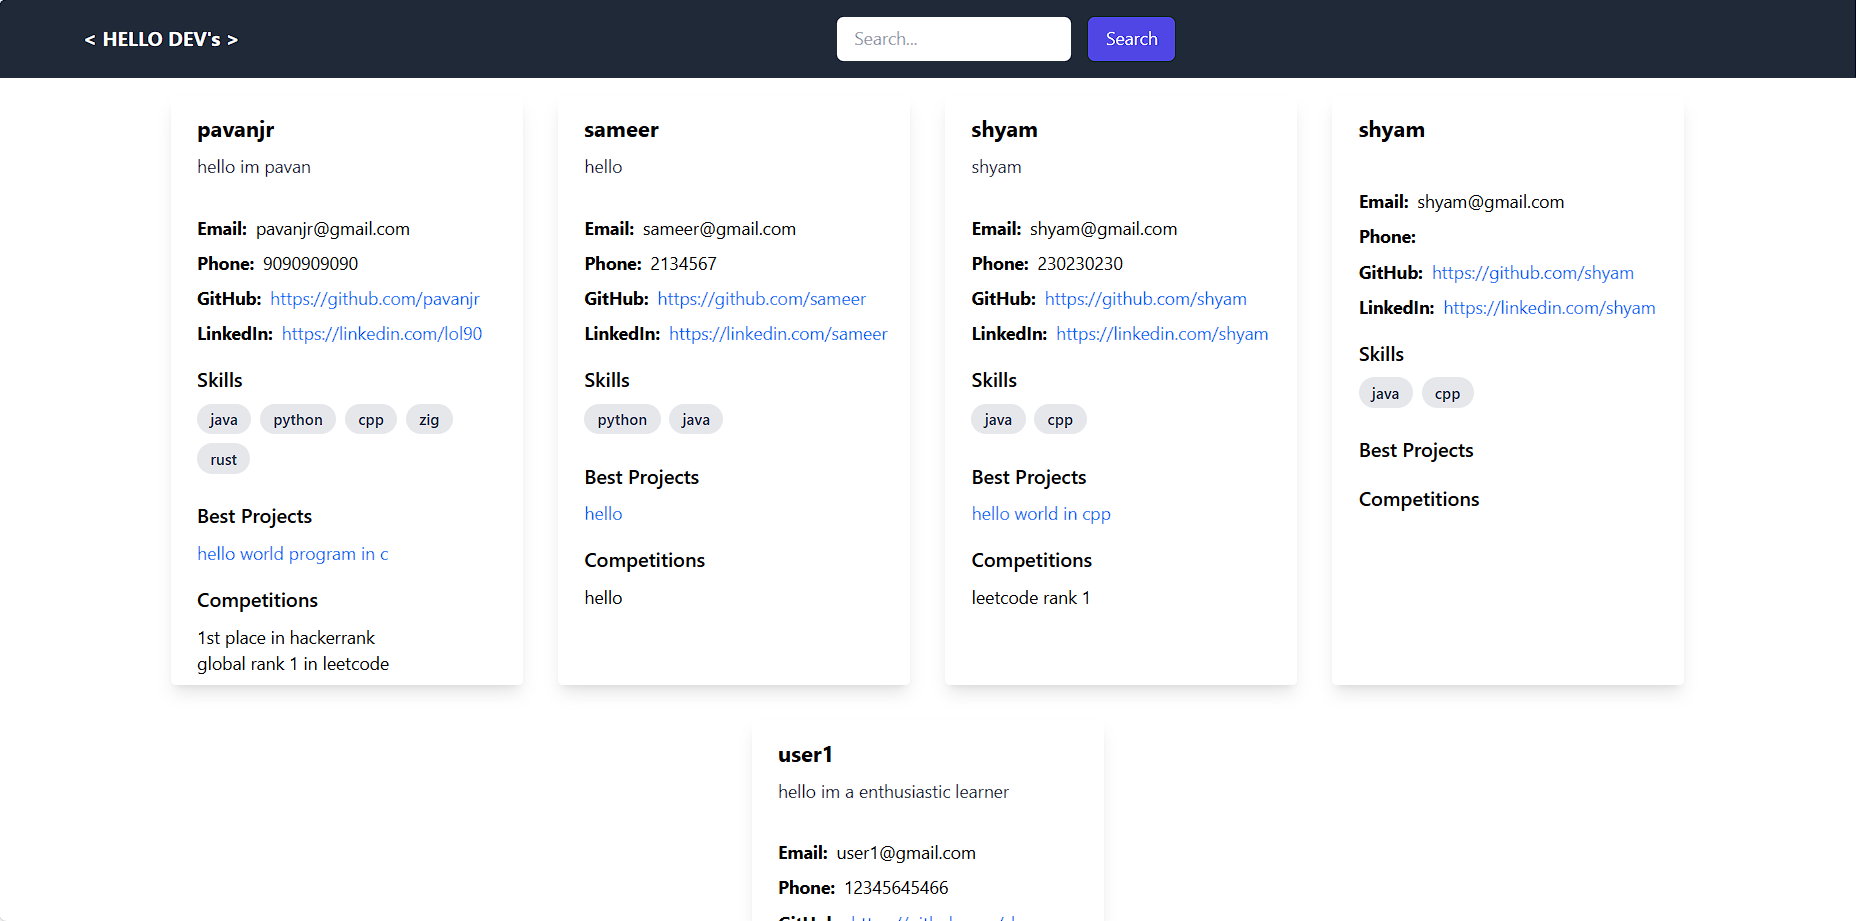 < HELLO DEV's >
Search...
Search
pavanjr
hello im pavan
Email: pavanjr@gmail.com
Phone: 9090909090
GitHub: https://github.com/pavanjr
LinkedIn: https://linkedin.com/lol90
Skills
java python cpp zig
rust
Best Projects
hello world program in c
Competitions
1st place in hackerrank
global rank 1 in leetcode
sameer
hello
Email: sameer@gmail.com
Phone: 2134567
GitHub: https://github.com/sameer
LinkedIn: https://linkedin.com/sameer
Skills
python java
Best Projects
hello
Competitions
hello
shyam
shyam
Email: shyam@gmail.com
Phone: 230230230
GitHub: https://github.com/shyam
LinkedIn: https://linkedin.com/shyam
Skills
java cpp
Best Projects
hello world in cpp
Competitions
leetcode rank 1
shyam
Email: shyam@gmail.com
Phone:
GitHub: https://github.com/shyam
LinkedIn: https://linkedin.com/shyam
Skills
java cpp
Best Projects
Competitions
user1
hello im a enthusiastic learner
Email: user1@gmail.com
Phone: 12345645466